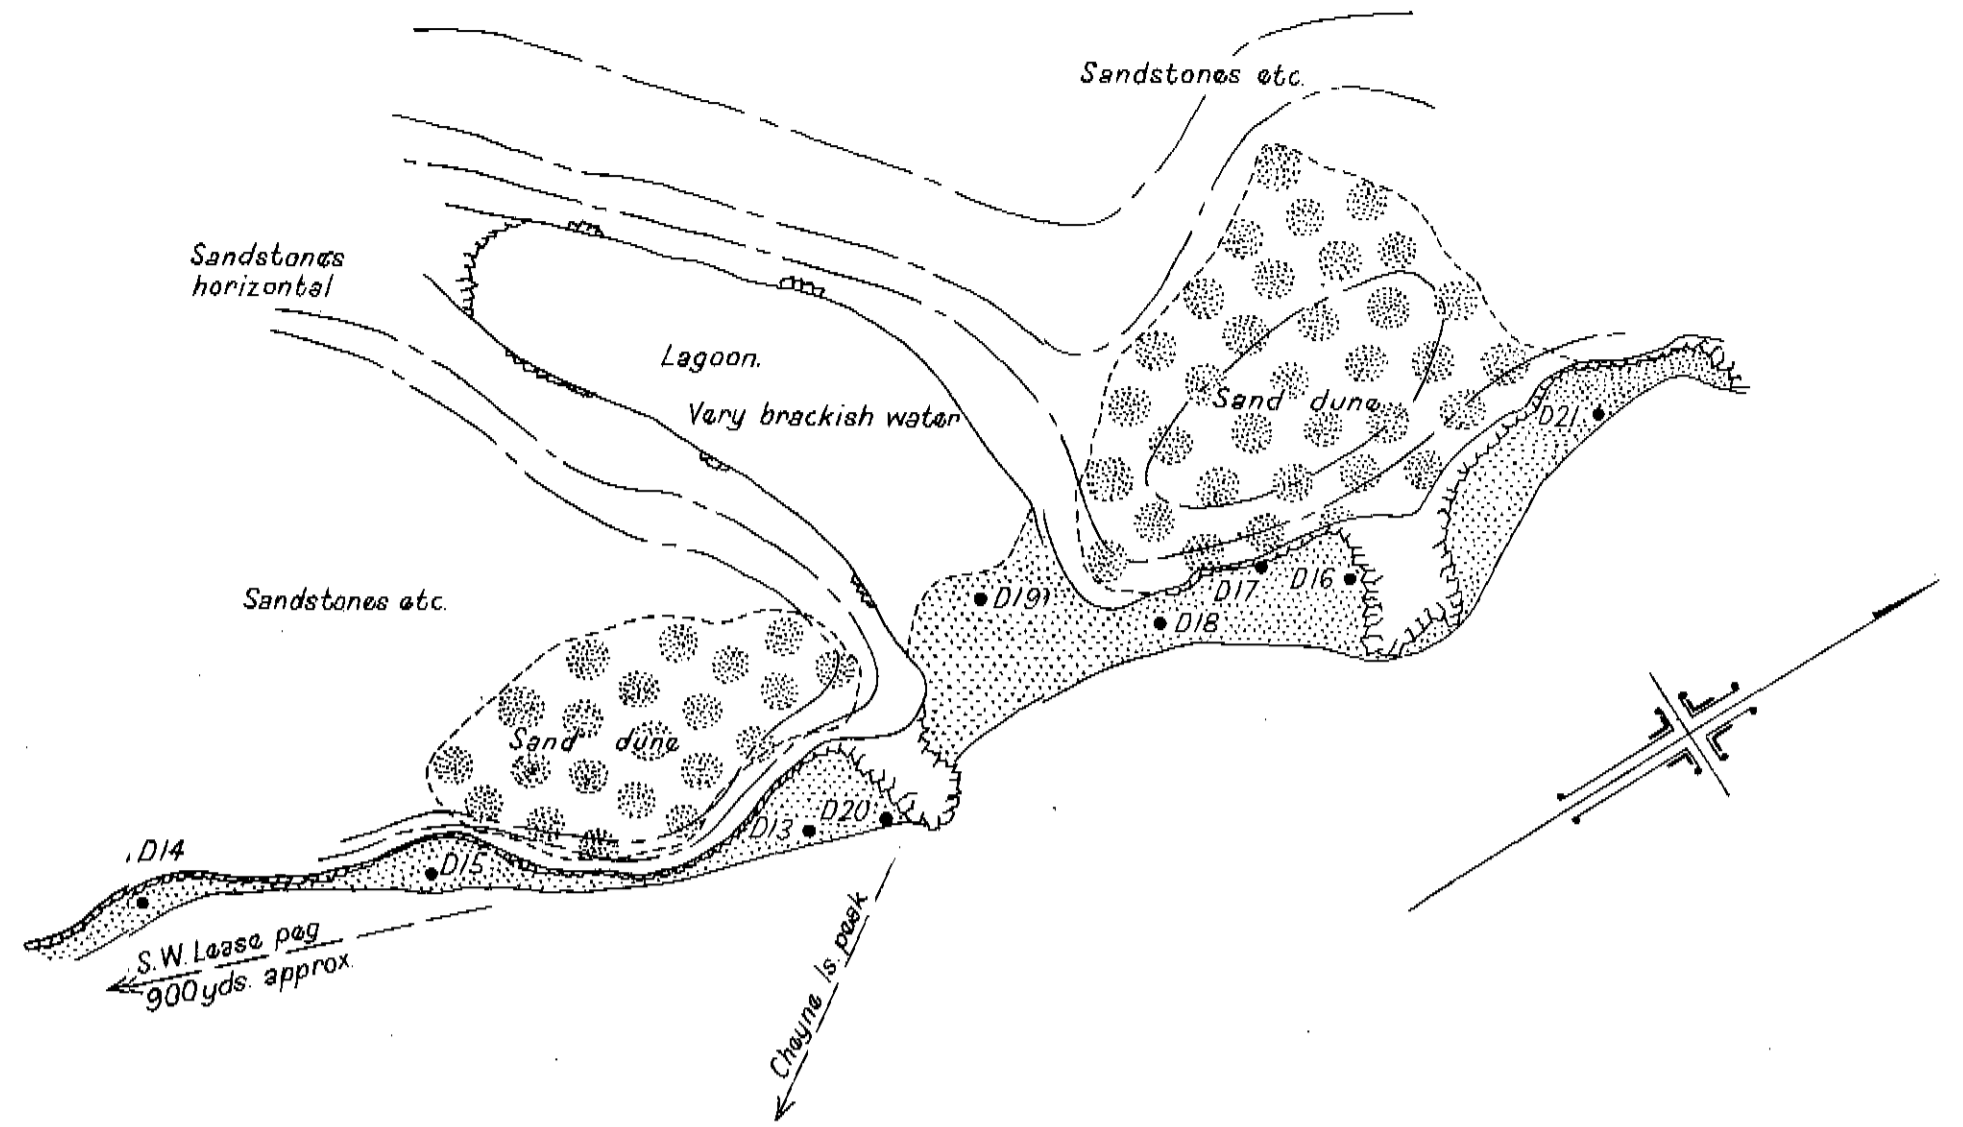 Sandstones etc.
Sandstones
horizontal
Lagoon.
Very brackish water
Sand dune
D21
D17
D16
D19
D18
Sandstones etc.
Sand dune
D13
D20
D14
D15
S.W. Lease peg
900 yds. approx.
Cheyne Is. peak